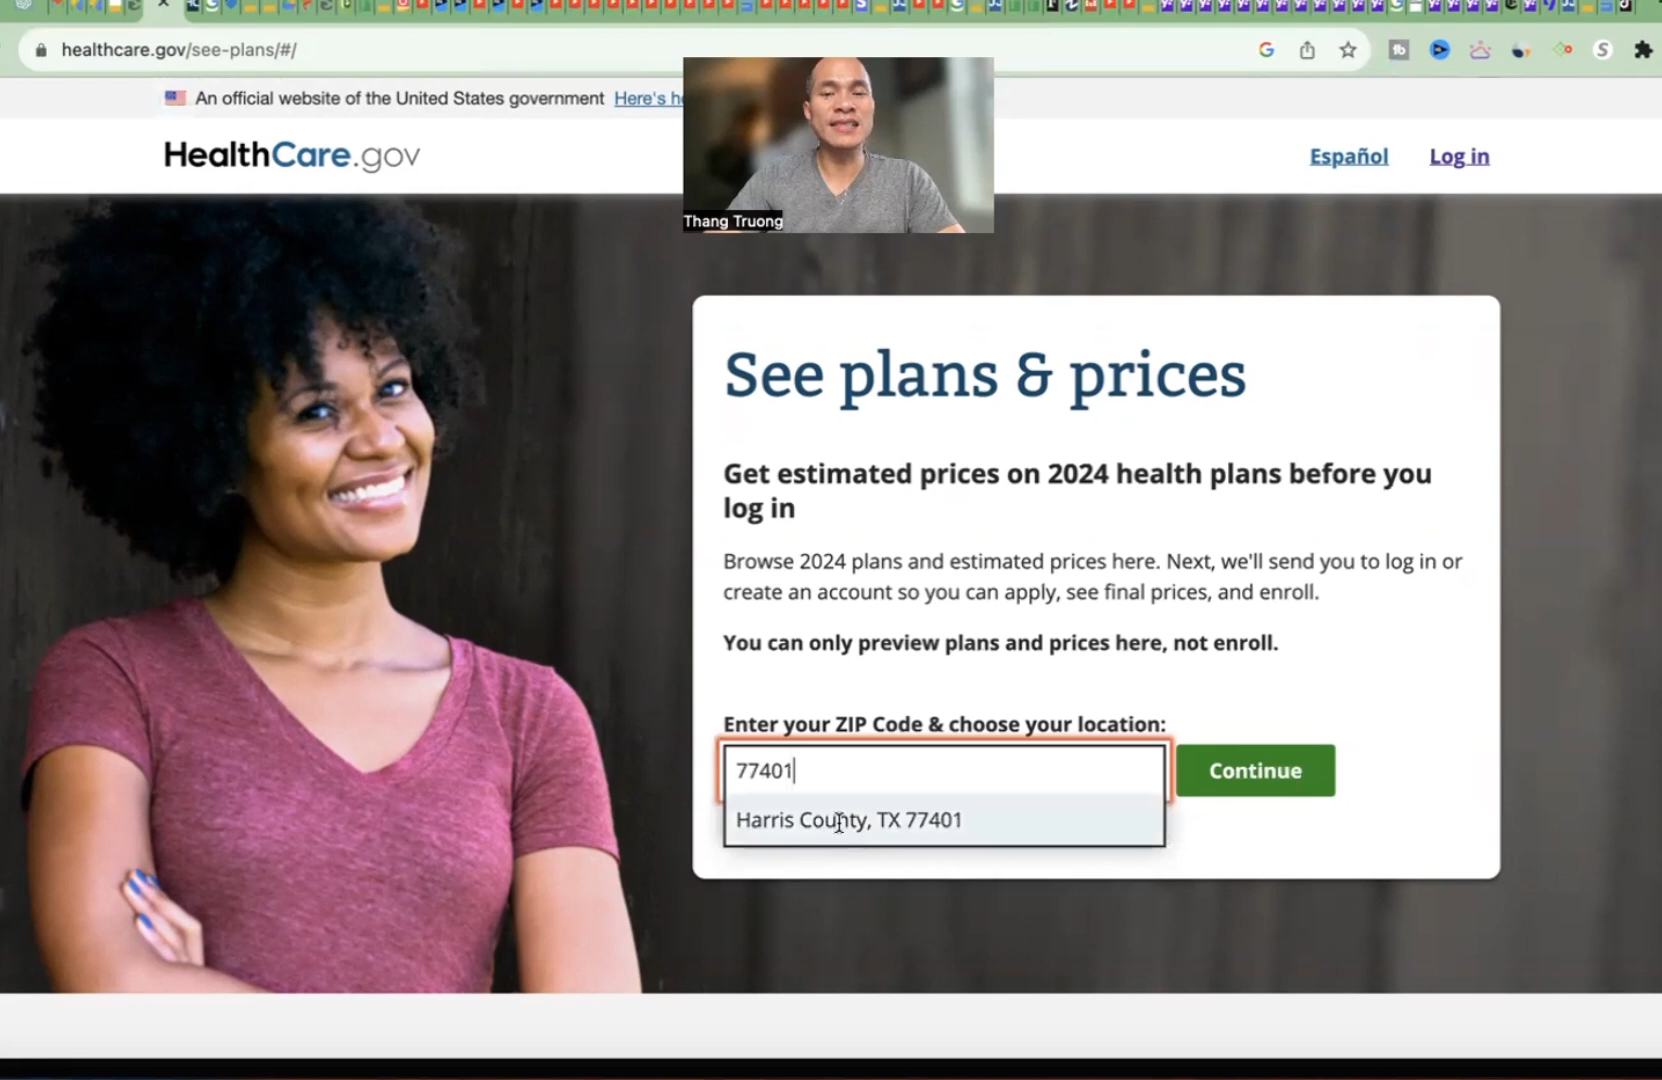 healthcare.gov/see-plans/#/
An official website of the United States government Here's h
HealthCare.gov
Español
Log in
Thang Truong
See plans & prices
Get estimated prices on 2024 health plans before you
log in
Browse 2024 plans and estimated prices here. Next, we'll send you to log in or
create an account so you can apply, see final prices, and enroll.
You can only preview plans and prices here, not enroll.
Enter your ZIP Code & choose your location:
77401
Continue
Harris County, TX 77401